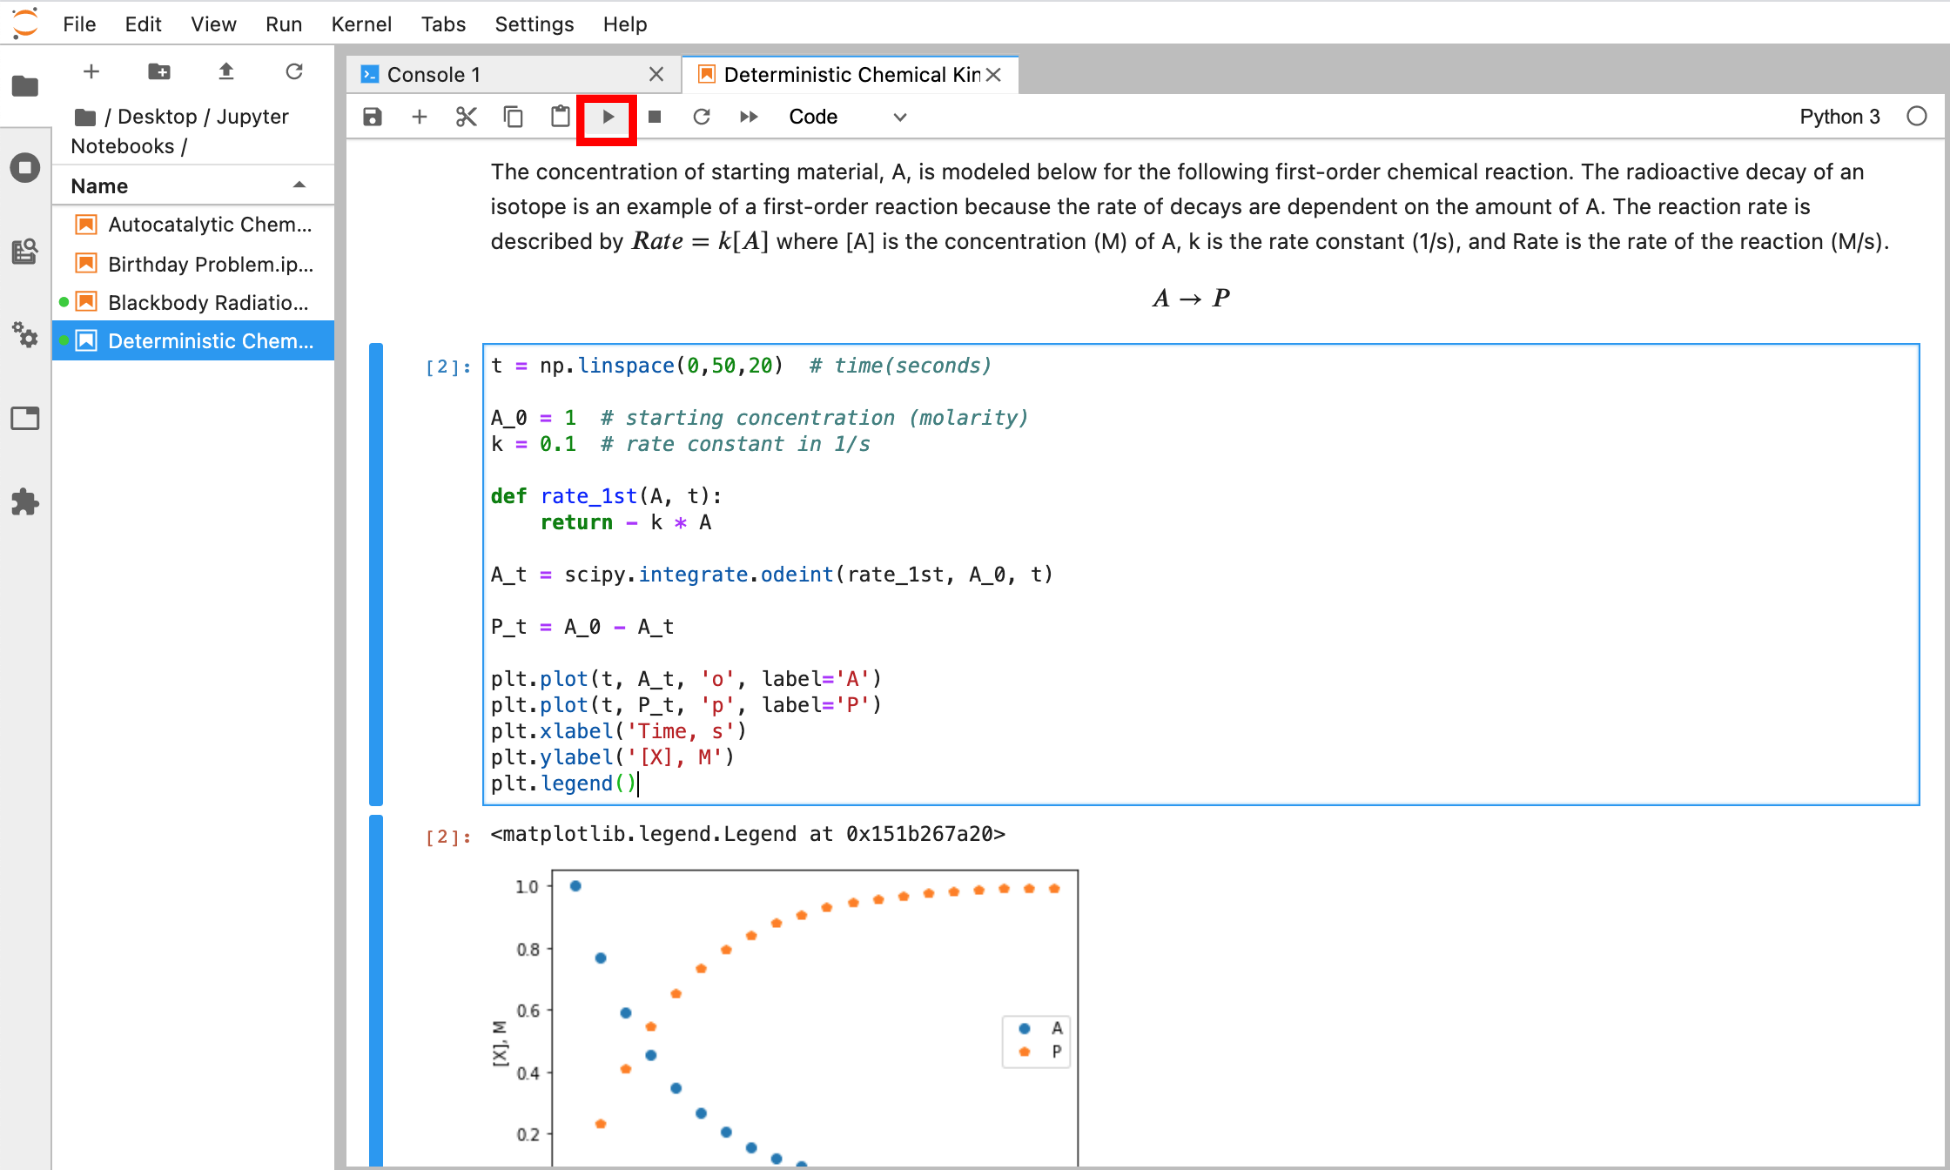 File Edit View Run Kernel Tabs Settings Help
Console 1
Deterministic Chemical Kin
/ Desktop / Jupyter
Notebooks /
Name
Autocatalytic Chem...
Birthday Problem.ip...
Blackbody Radiatio...
Deterministic Chem...
Code
Python 3
The concentration of starting material, A, is modeled below for the following first-order chemical reaction. The radioactive decay of an
isotope is an example of a first-order reaction because the rate of decays are dependent on the amount of A. The reaction rate is
described by Rate = k[A] where [A] is the concentration (M) of A, k is the rate constant (1/s), and Rate is the rate of the reaction (M/s).
A → P
[2]:
t = np.linspace(0,50,20)  # time(seconds)
A_0 = 1  # starting concentration (molarity)
k = 0.1  # rate constant in 1/s
def rate_1st(A, t):
    return - k * A
A_t = scipy.integrate.odeint(rate_1st, A_0, t)
P_t = A_0 - A_t
plt.plot(t, A_t, 'o', label='A')
plt.plot(t, P_t, 'p', label='P')
plt.xlabel('Time, s')
plt.ylabel('[X], M')
plt.legend()
[2]:
<matplotlib.legend.Legend at 0x151b267a20>
1.0
0.8
0.6
0.4
0.2
[X], M
A
P